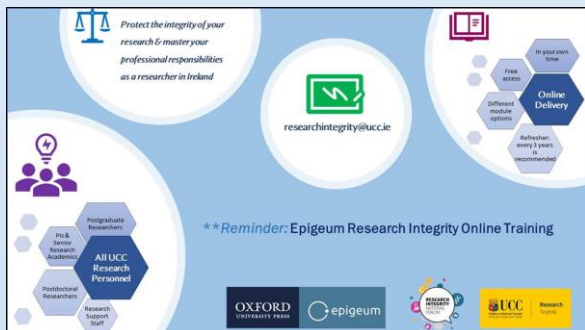 Protect the integrity of your
research & master your
professional responsibilities
as a researcher in Ireland
researchintegrity@ucc.ie
In your own
time
Free
access
Online
Delivery
Different
module
options
Refresher:
every 3 years
is
recommended
Postgraduate
Researchers
PIs &
Senior
Research
Academics
All UCC
Research
Personnel
Postdoctoral
Researchers
Research
Support
Staff
**Reminder: Epigeum Research Integrity Online Training
OXFORD
UNIVERSITY PRESS
epigeum
RESEARCH
INTEGRITY
NATIONAL
FORUM
UCC
Research
Taighde